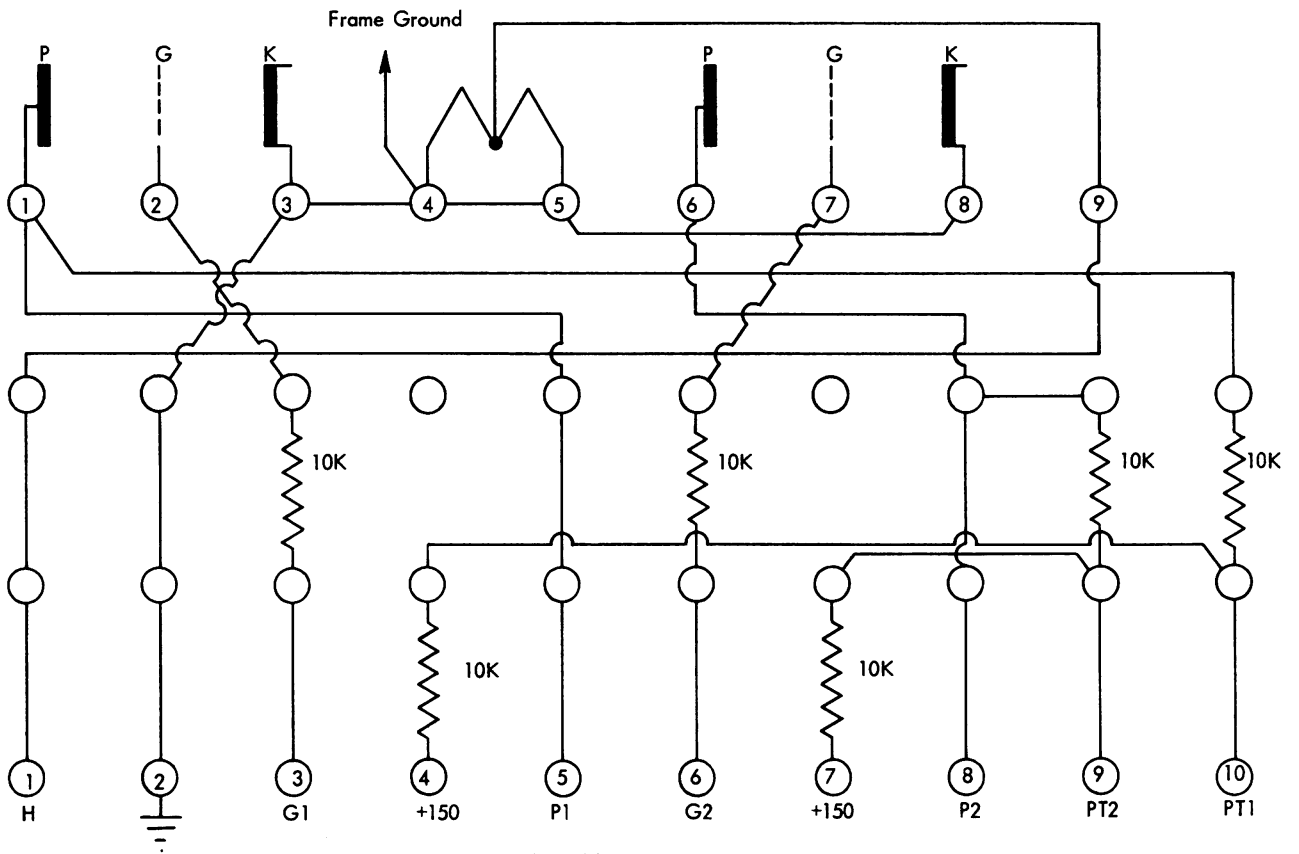 Frame Ground
P G K P G K
1 2 3 4 5 6 7 8 9
10K 10K 10K 10K
10K 10K
1 2 3 4 5 6 7 8 9 10
H G1 +150 P1 G2 +150 P2 PT2 PT1